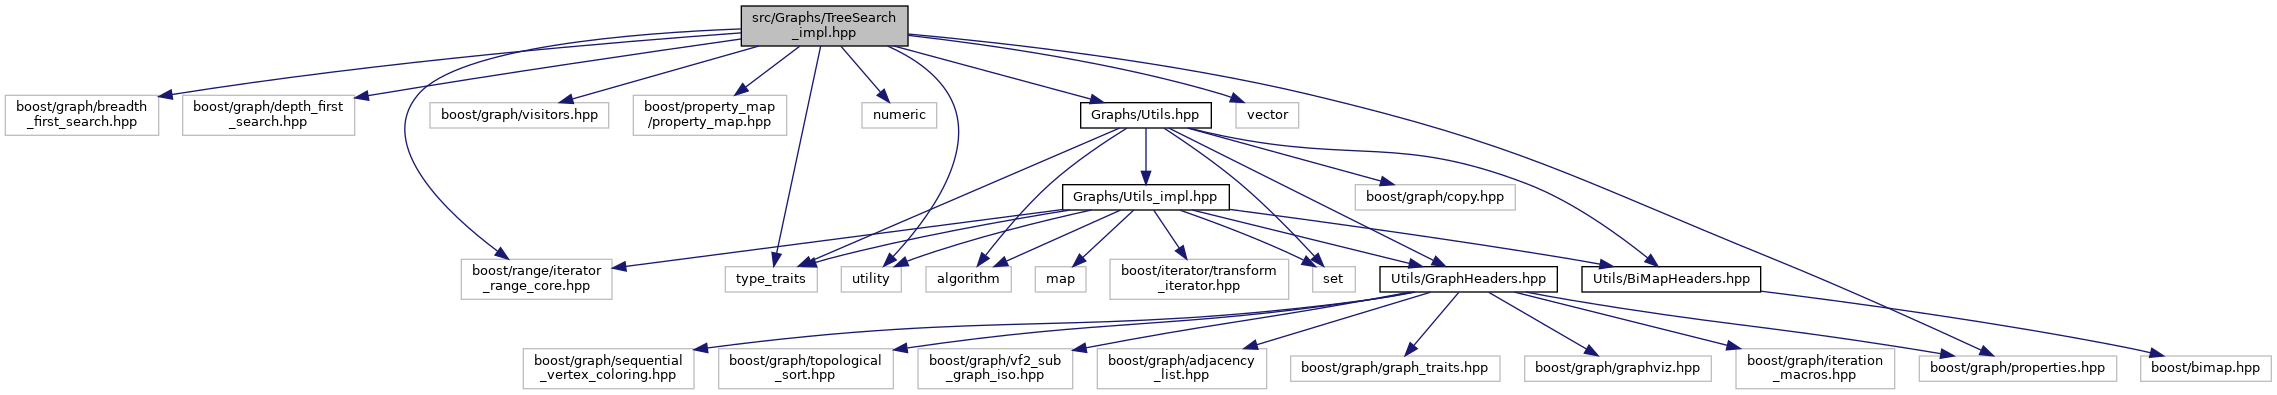 src/Graphs/TreeSearch
_impl.hpp
boost/graph/breadth
_first_search.hpp
boost/graph/depth_first
_search.hpp
boost/graph/visitors.hpp
boost/property_map
/property_map.hpp
numeric
Graphs/Utils.hpp
vector
Graphs/Utils_impl.hpp
boost/graph/copy.hpp
boost/range/iterator
_range_core.hpp
type_traits
utility
algorithm
map
boost/iterator/transform
_iterator.hpp
set
Utils/GraphHeaders.hpp
Utils/BiMapHeaders.hpp
boost/graph/sequential
_vertex_coloring.hpp
boost/graph/topological
_sort.hpp
boost/graph/vf2_sub
_graph_iso.hpp
boost/graph/adjacency
_list.hpp
boost/graph/graph_traits.hpp
boost/graph/graphviz.hpp
boost/graph/iteration
_macros.hpp
boost/graph/properties.hpp
boost/bimap.hpp